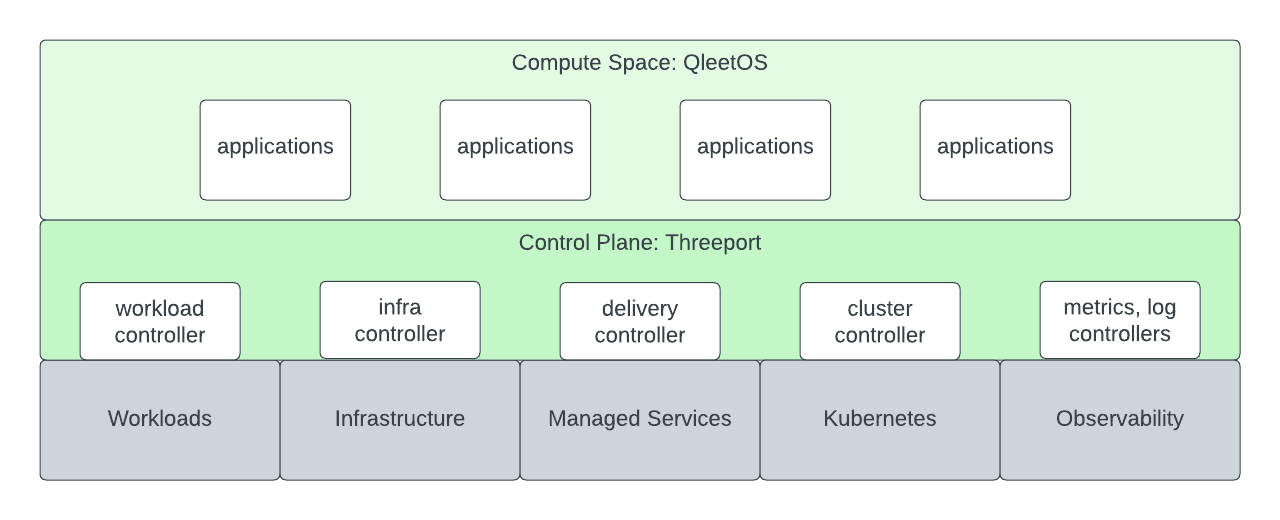 Compute Space: QleetOS
applications
applications
applications
applications
Control Plane: Threeport
workload
controller
infra
controller
delivery
controller
cluster
controller
metrics, log
controllers
Workloads
Infrastructure
Managed Services
Kubernetes
Observability